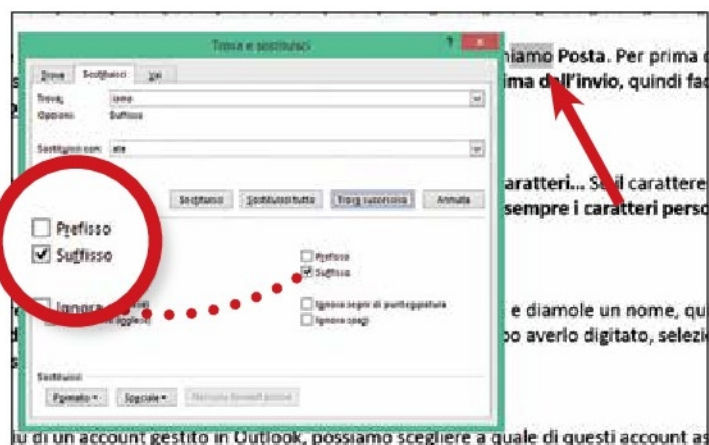 Trova e sostituisci ?
niamo Posta. Per prima
Trova Sostituisci Vai
ima dell'invio, quindi fac
Trova: iamo
Opzioni: Suffisso
Sostituisci con: ate
aratteri... Se il carattere
Sostituisci Sostituisci tutto Trova successivo Annulla
sempre i caratteri perso
Prefisso
Suffisso
Prefisso
Suffisso
Ignora
Ignora segni di punteggiatura
Ignora spazi
e diamole un nome, qu
po averlo digitato, selezi
Sostituisci
Formato Speciale
iù di un account gestito in Outlook, possiamo scegliere a quale di questi account as